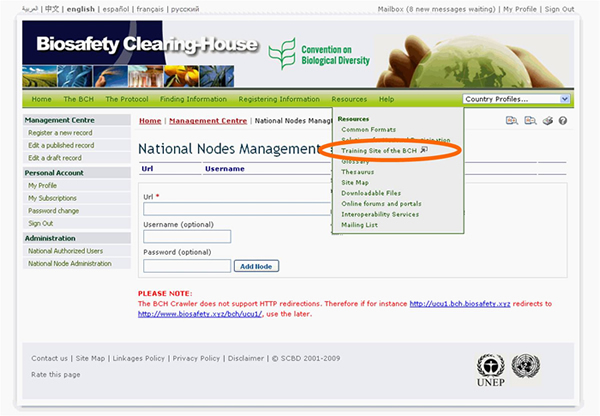 العربية | 中文 | english | español | français | русский
Mailbox (8 new messages waiting) | My Profile | Sign Out
Biosafety Clearing-House
Convention on
Biological Diversity
Home The BCH The Protocol Finding Information Registering Information Resources Help Country Profiles...
Management Centre
Register a new record
Edit a published record
Edit a draft record
Personal Account
My Profile
My Subscriptions
Password change
Sign Out
Administration
National Authorized Users
National Node Administration
Home | Management Centre | National Nodes Manag
National Nodes Management
Url Username
Url *
Username (optional)
Password (optional)
Add Node
Resources
Common Formats
Training Site of the BCH
Glossary
Thesaurus
Site Map
Downloadable Files
Online forums and portals
Interoperability Services
Mailing List
PLEASE NOTE:
The BCH Crawler does not support HTTP redirections. Therefore if for instance http://ucu1.bch.biosafety.xyz redirects to
http://www.biosafety.xyz/bch/ucu1/, use the later.
Contact us | Site Map | Linkages Policy | Privacy Policy | Disclaimer | © SCBD 2001-2009
Rate this page
UNEP